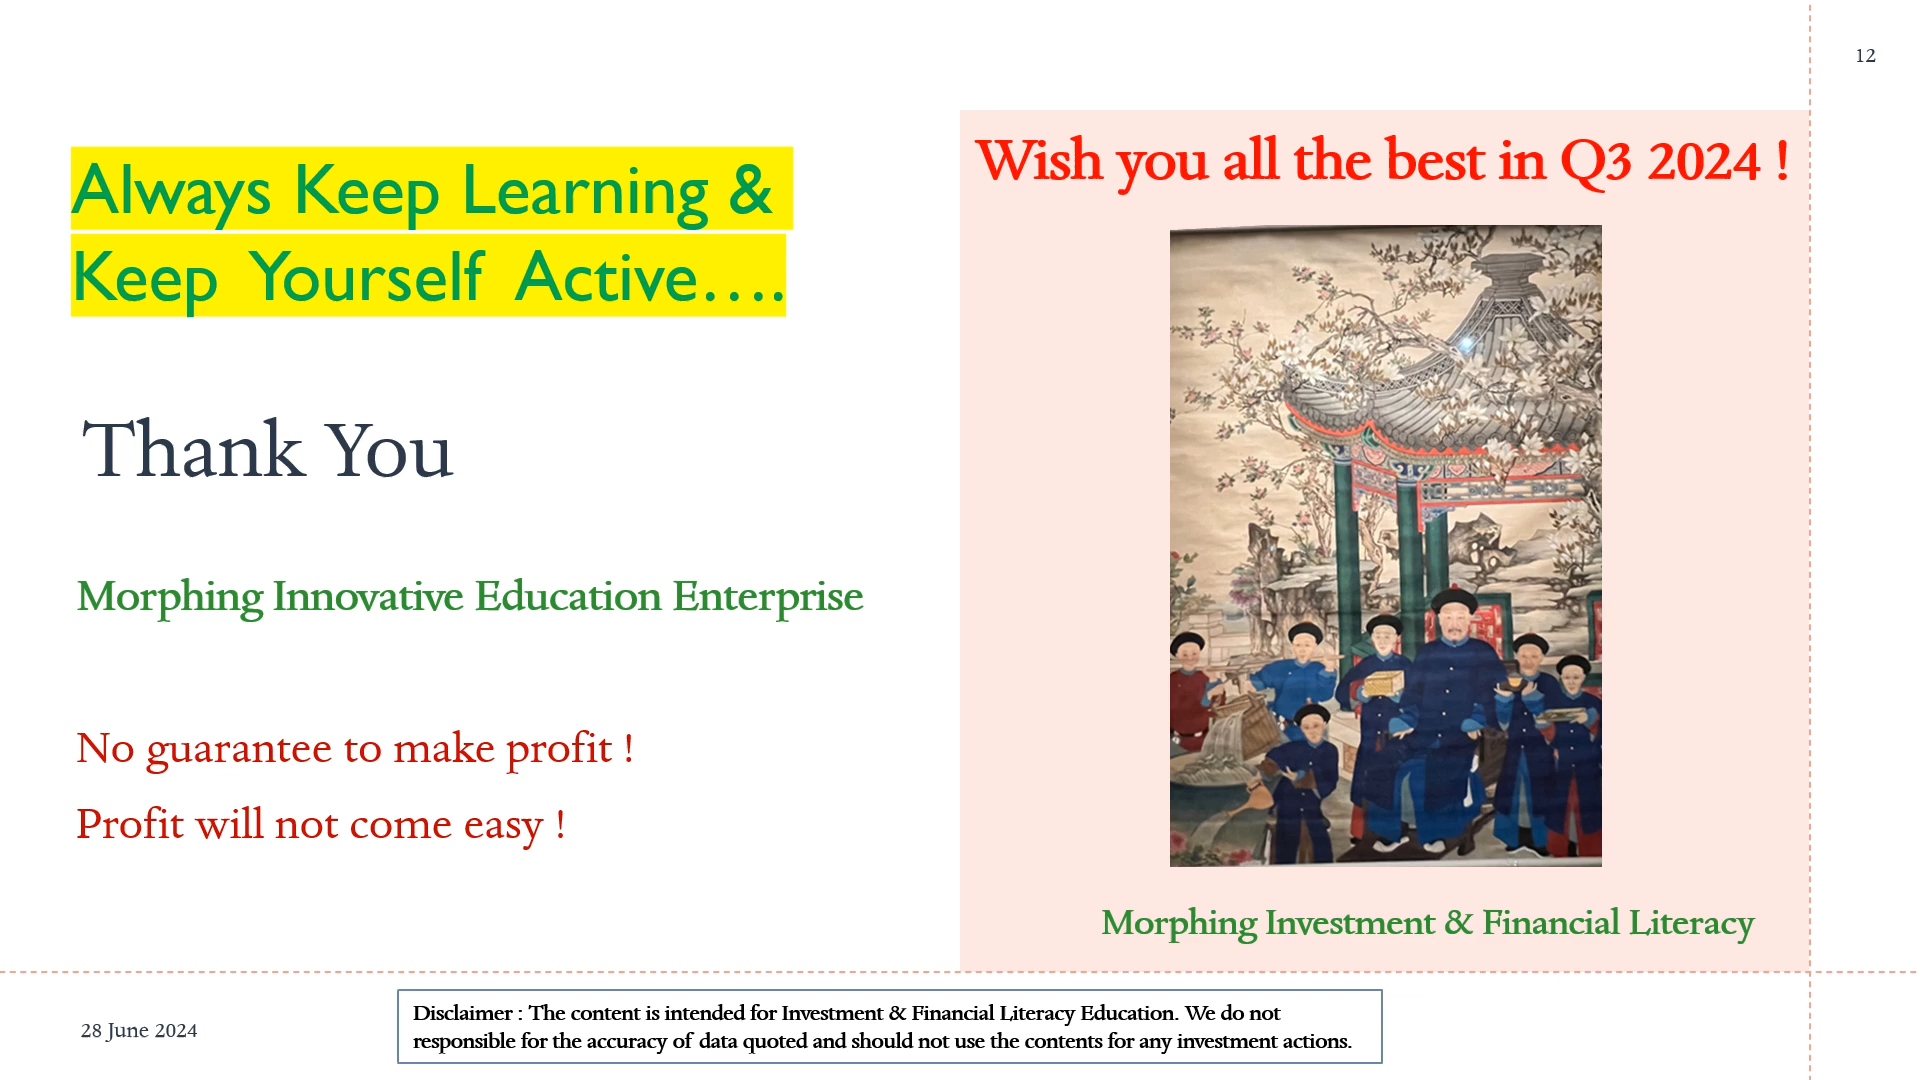 12
Always Keep Learning &
Keep Yourself Active….
Thank You
Morphing Innovative Education Enterprise
No guarantee to make profit !
Profit will not come easy !
Wish you all the best in Q3 2024 !
Morphing Investment & Financial Literacy
28 June 2024
Disclaimer : The content is intended for Investment & Financial Literacy Education. We do not
responsible for the accuracy of data quoted and should not use the contents for any investment actions.